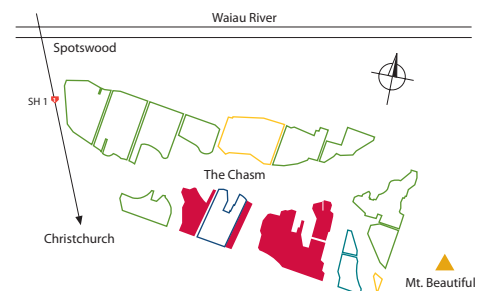 Waiau River
Spotswood
SH 1
The Chasm
Christchurch
Mt. Beautiful